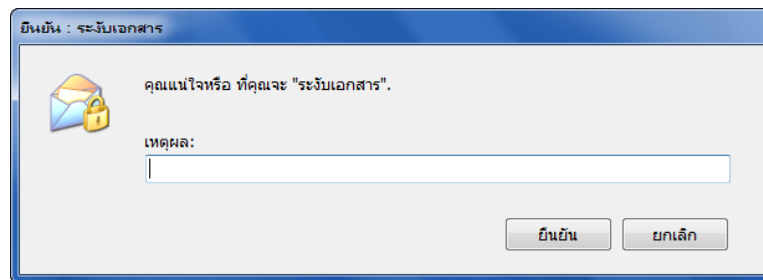 ยืนยัน : ระงับเอกสาร
คุณแน่ใจหรือ ที่คุณจะ "ระงับเอกสาร".
เหตุผล:
ยืนยัน ยกเลิก